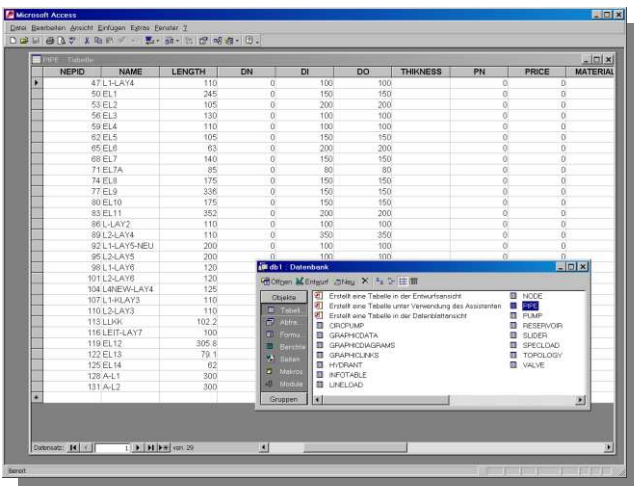 Microsoft Access
Datei Bearbeiten Ansicht Einfügen Extras Fenster ?
PIPE : Tabelle
NEPID NAME LENGTH DN DI DO THIKNESS PN PRICE MATERIAL
47 L1-LAY4 110 0 100 100 0 0
50 EL1 245 0 150 150 0 0
53 EL2 105 0 200 200 0 0
56 EL3 130 0 100 100 0 0
59 EL4 110 0 100 100 0 0
62 EL5 105 0 150 150 0 0
65 EL6 63 0 200 200 0 0
68 EL7 140 0 150 150 0 0
71 EL7A 85 0 80 80 0 0
74 EL8 175 0 150 150 0 0
77 EL9 336 0 150 150 0 0
80 EL10 175 0 150 150 0 0
83 EL11 352 0 200 200 0 0
86 L-LAY2 110 0 100 100 0 0
89 L2-LAY4 110 0 350 350 0 0
92 L1-LAY5-NEU 200 0 100 100 0 0
95 L2-LAY5 200 0 100 100 0 0
98 L1-LAY6 120
101 L2-LAY6 120
104 L4NEW-LAY4 125
107 L1-KLAY3 110
110 L2-LAY3 110
113 LLKK 102.2
116 LEIT-LAY7 100
119 EL12 305.8
122 EL13 79.1
125 EL14 62
128 A-L1 300
131 A-L2 300
db1 : Datenbank
Öffnen Entwurf Neu
Objekte
Tabell...
Abfra...
Formu...
Berichte
Seiten
Makros
Module
Gruppen
Erstellt eine Tabelle in der Entwurfsansicht
Erstellt eine Tabelle unter Verwendung des Assistenten
Erstellt eine Tabelle in der Datenblattansicht
CIRCPUMP
GRAPHICDATA
GRAPHICDIAGRAMS
GRAPHICLINKS
HYDRANT
INFOTABLE
LINELOAD
NODE
PIPE
PUMP
RESERVOIR
SLIDER
SPECLOAD
TOPOLOGY
VALVE
Datensatz: 1 von 29
Bereit